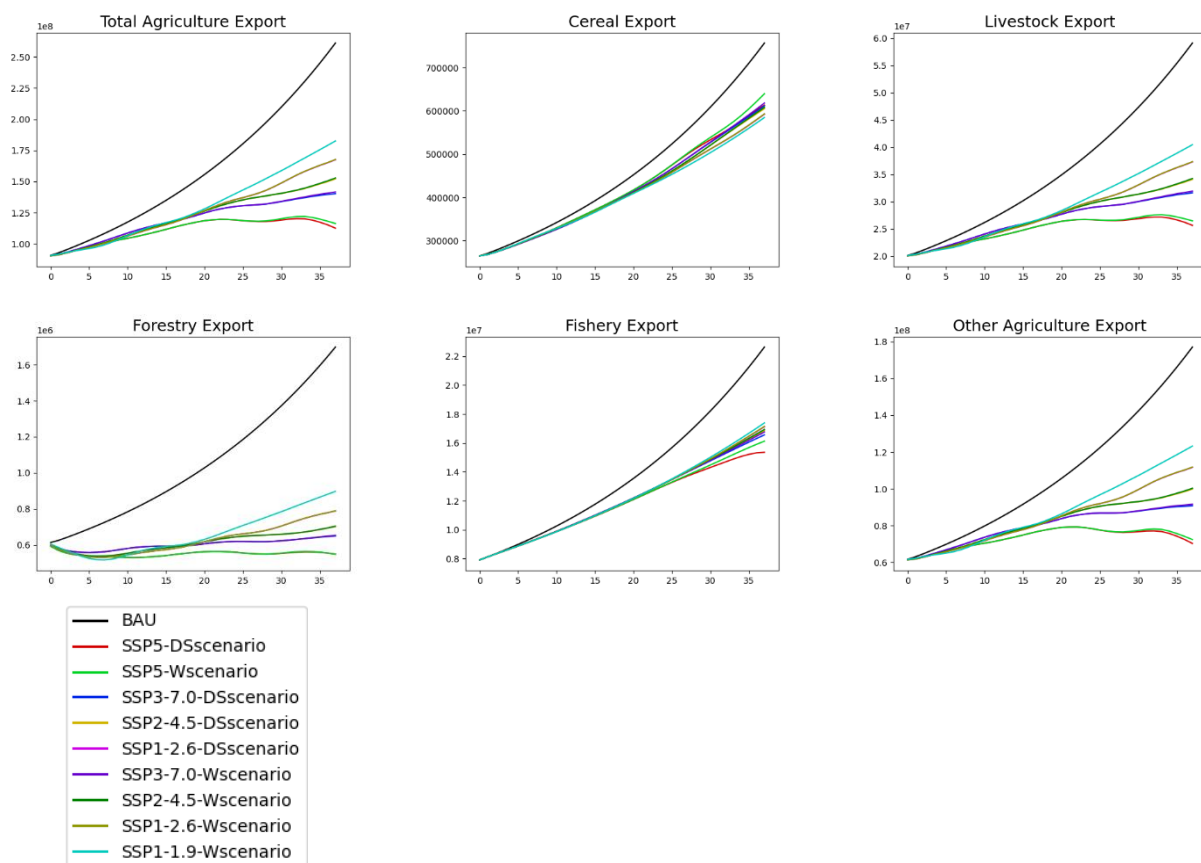 Total Agriculture Export
1e8
2.50
2.25
2.00
1.75
1.50
1.25
1.00
0 5 10 15 20 25 30 35
Cereal Export
700000
600000
500000
400000
300000
0 5 10 15 20 25 30 35
Livestock Export
1e7
6.0
5.5
5.0
4.5
4.0
3.5
3.0
2.5
2.0
0 5 10 15 20 25 30 35
Forestry Export
1e6
1.6
1.4
1.2
1.0
0.8
0.6
0 5 10 15 20 25 30 35
Fishery Export
1e7
2.2
2.0
1.8
1.6
1.4
1.2
1.0
0.8
0 5 10 15 20 25 30 35
Other Agriculture Export
1e8
1.8
1.6
1.4
1.2
1.0
0.8
0.6
0 5 10 15 20 25 30 35
BAU
SSP5-DSscenario
SSP5-Wscenario
SSP3-7.0-DSscenario
SSP2-4.5-DSscenario
SSP1-2.6-DSscenario
SSP3-7.0-Wscenario
SSP2-4.5-Wscenario
SSP1-2.6-Wscenario
SSP1-1.9-Wscenario